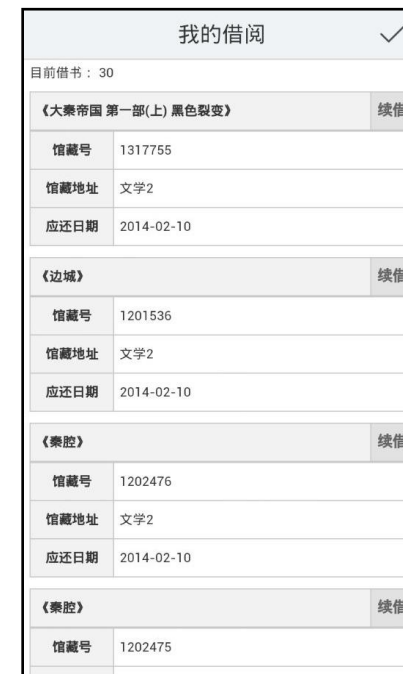 我的借阅
目前借书： 30
《大秦帝国 第一部(上) 黑色裂变》 续借
馆藏号 1317755
馆藏地址 文学2
应还日期 2014-02-10
《边城》 续借
馆藏号 1201536
馆藏地址 文学2
应还日期 2014-02-10
《秦腔》 续借
馆藏号 1202476
馆藏地址 文学2
应还日期 2014-02-10
《秦腔》 续借
馆藏号 1202475